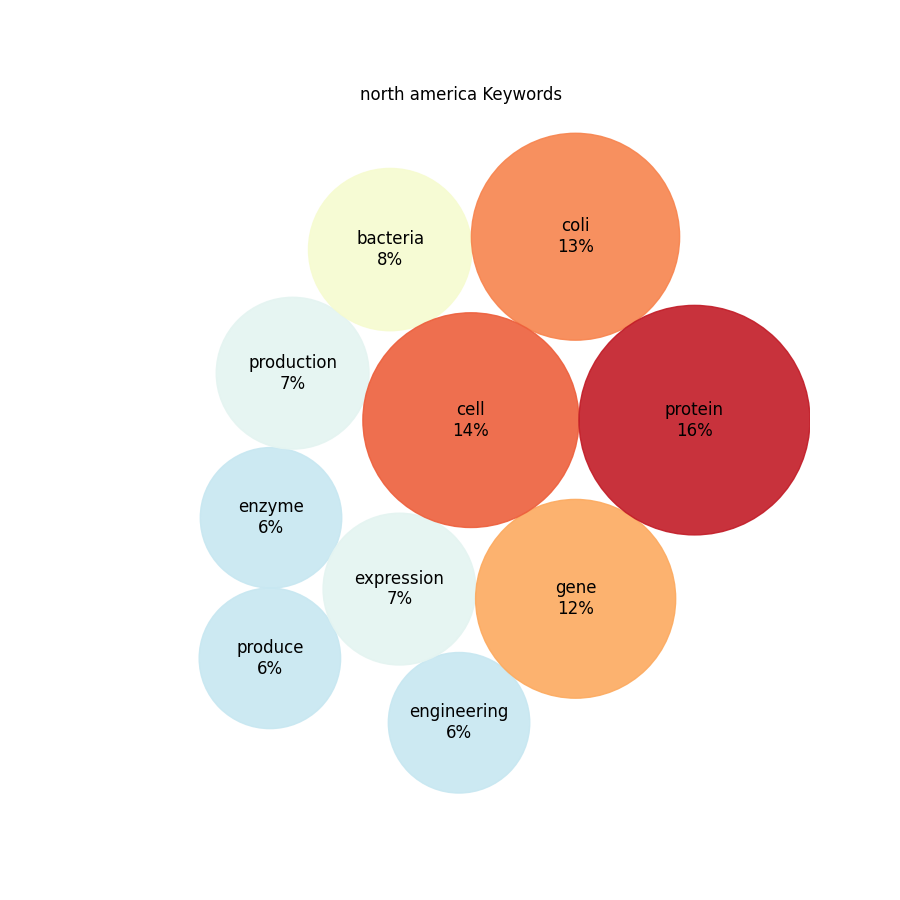 north america Keywords
coli
13%
bacteria
8%
production
7%
cell
14%
protein
16%
enzyme
6%
expression
7%
gene
12%
produce
6%
engineering
6%